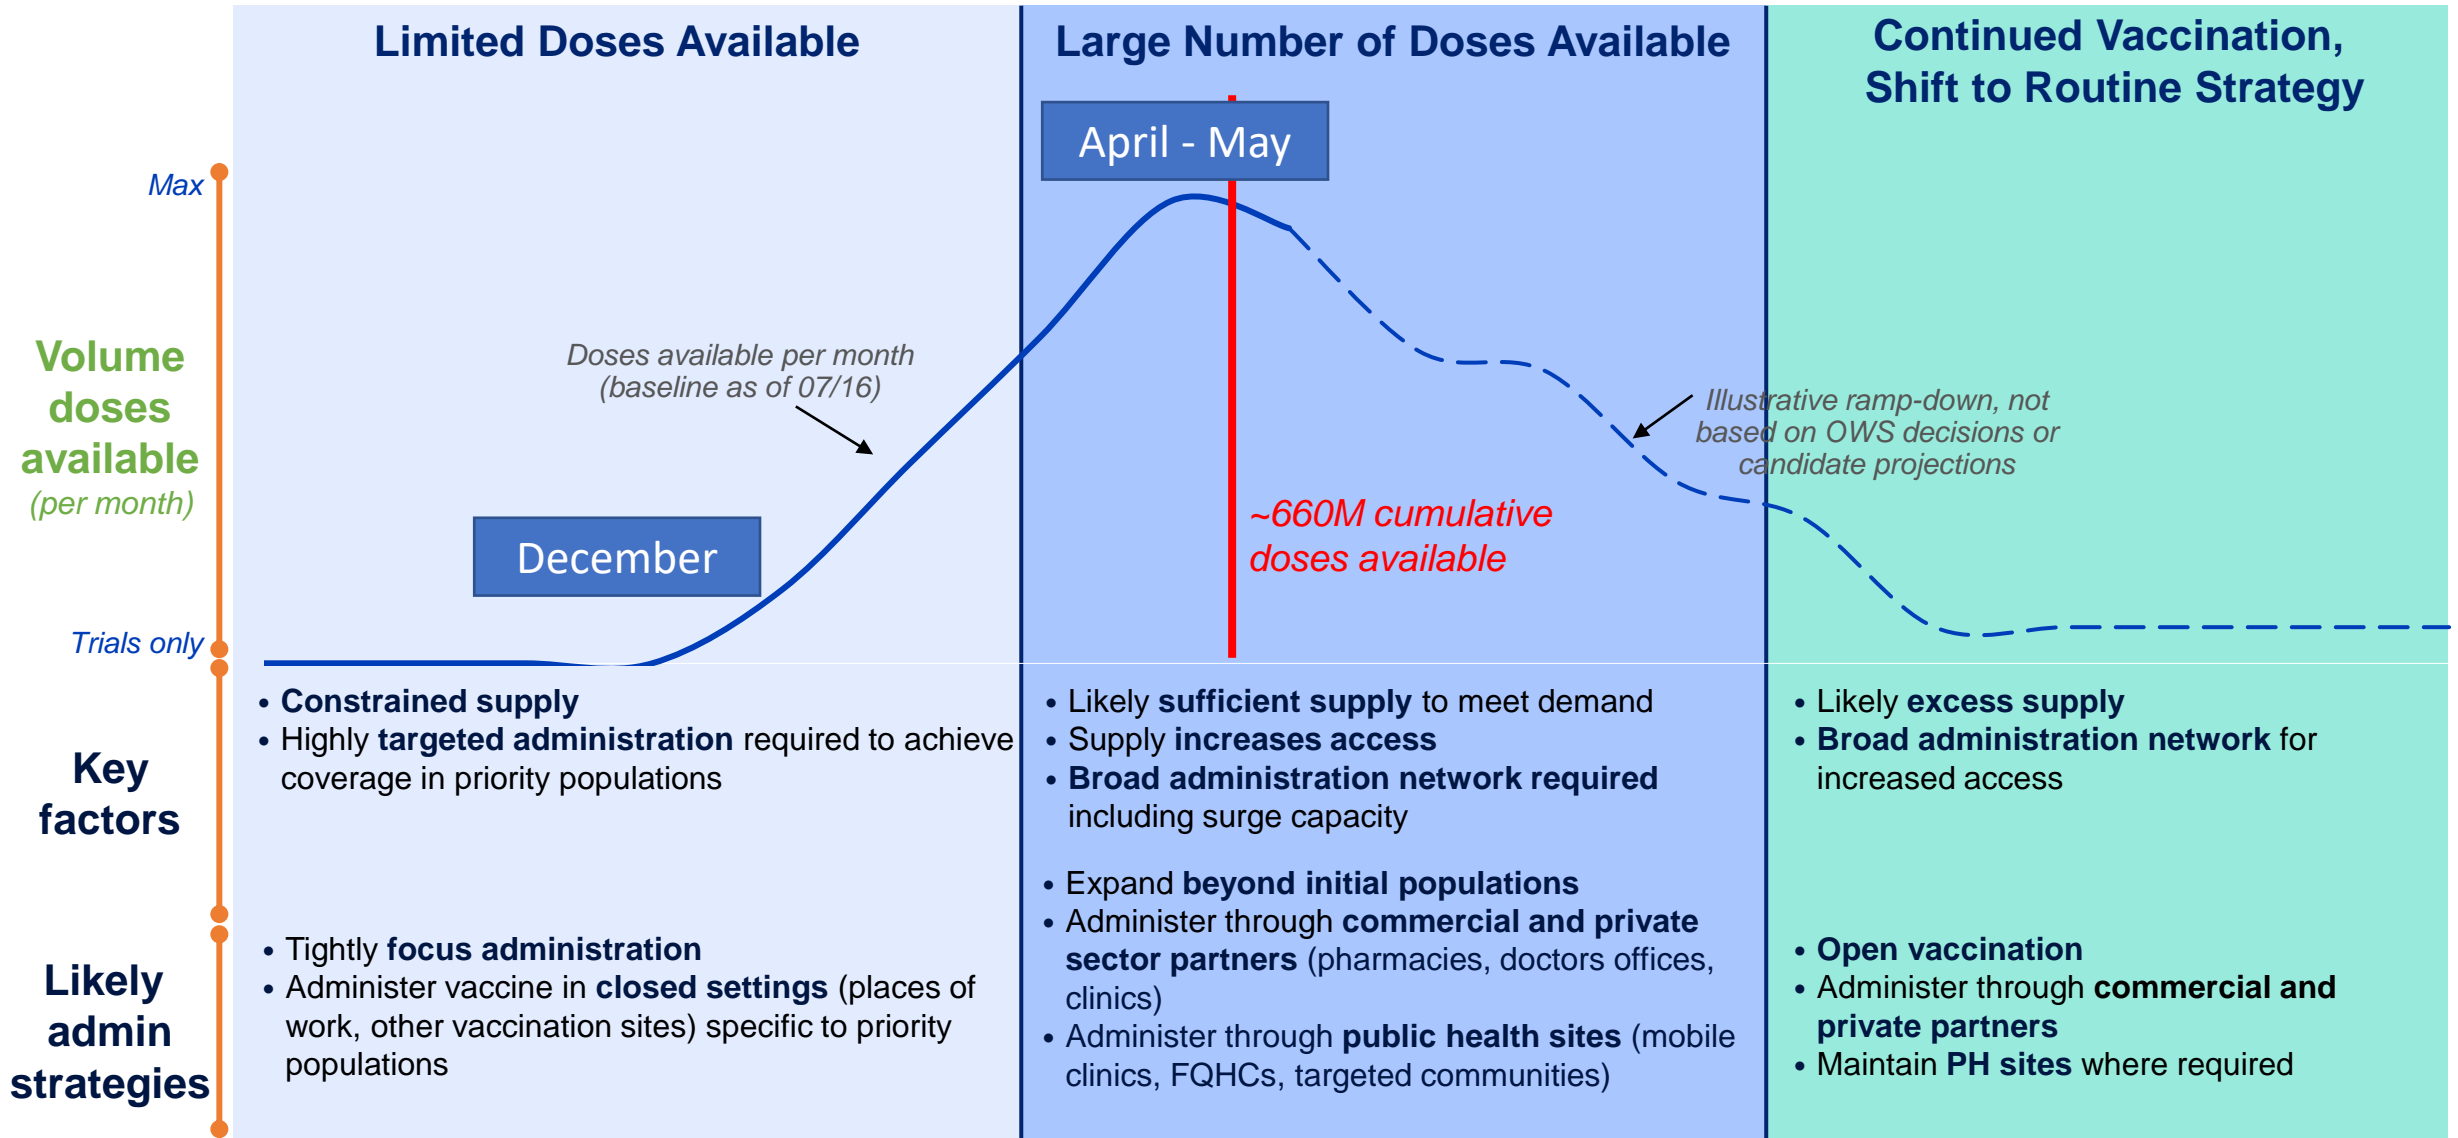 Limited Doses Available
Large Number of Doses Available
Continued Vaccination,
Shift to Routine Strategy
April - May
Max
Volume
doses
available
(per month)
Doses available per month
(baseline as of 07/16)
Illustrative ramp-down, not
based on OWS decisions or
candidate projections
~660M cumulative
doses available
December
Trials only
Key
factors
• Constrained supply
• Highly targeted administration required to achieve
coverage in priority populations
• Likely sufficient supply to meet demand
• Supply increases access
• Broad administration network required
including surge capacity
• Likely excess supply
• Broad administration network for
increased access
Likely
admin
strategies
• Tightly focus administration
• Administer vaccine in closed settings (places of
work, other vaccination sites) specific to priority
populations
• Expand beyond initial populations
• Administer through commercial and private
sector partners (pharmacies, doctors offices,
clinics)
• Administer through public health sites (mobile
clinics, FQHCs, targeted communities)
• Open vaccination
• Administer through commercial and
private partners
• Maintain PH sites where required